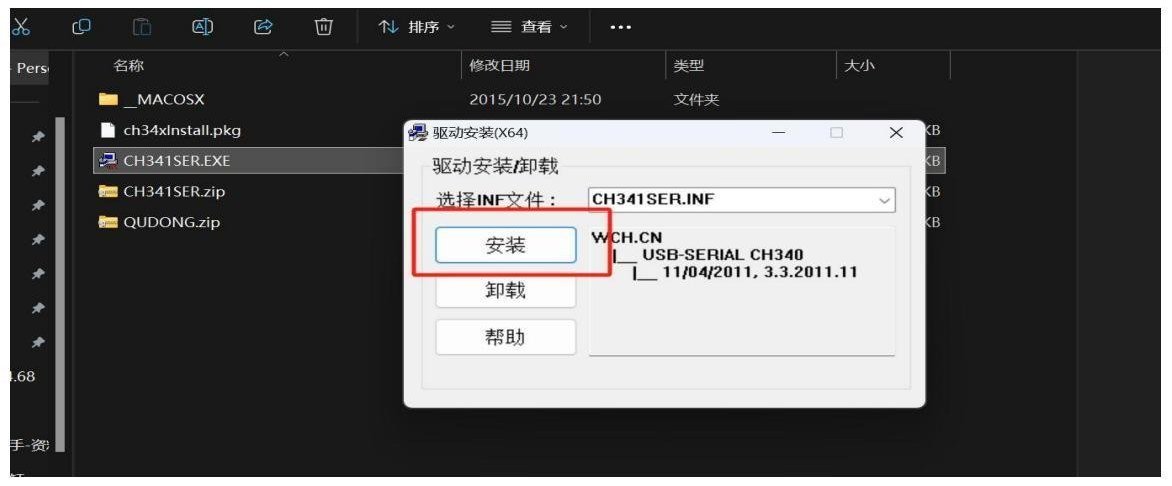 排序 查看
Pers
名称 修改日期 类型 大小
__MACOSX 2015/10/23 21:50 文件夹
ch34xInstall.pkg KB
CH341SER.EXE KB
CH341SER.zip KB
QUDONG.zip KB
驱动安装(X64)
驱动安装/卸载
选择INF文件： CH341SER.INF
安装
卸载
帮助
WCH.CN
|__ USB-SERIAL CH340
|__ 11/04/2011, 3.3.2011.11
.68
手-资